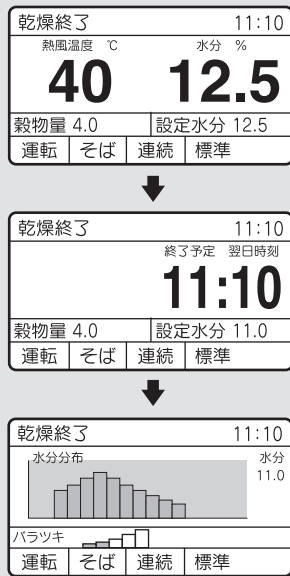 乾燥終了 11:10
熱風温度 ℃ 水分 %
40 12.5
穀物量 4.0 設定水分 12.5
運転 そば 連続 標準
乾燥終了 11:10
終了予定 翌日時刻
11:10
穀物量 4.0 設定水分 11.0
運転 そば 連続 標準
乾燥終了 11:10
水分分布 水分
11.0
バラツキ
運転 そば 連続 標準